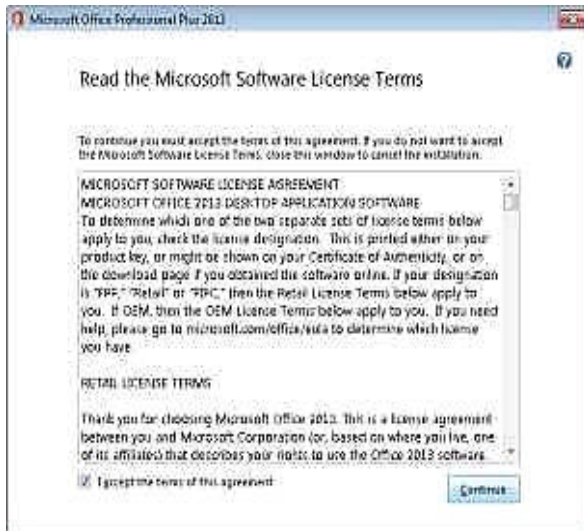 Microsoft Office Professional Plus 2013
Read the Microsoft Software License Terms
To continue you must accept the terms of this agreement. If you do not want to accept
the Microsoft Software License Terms, close this window to cancel the installation.
MICROSOFT SOFTWARE LICENSE AGREEMENT
MICROSOFT OFFICE 2013 DESKTOP APPLICATION SOFTWARE
To determine which one of the two separate sets of license terms below
apply to you, check the license designation. This is printed either on your
product key, or might be shown on your Certificate of Authenticity, or on
the download page if you obtained the software online. If your designation
is "FPP," "Retail" or "PIPC," then the Retail License Terms below apply to
you. If OEM, then the OEM License Terms below apply to you. If you need
help, please go to microsoft.com/office/eula to determine which license
you have
RETAIL LICENSE TERMS
Thank you for choosing Microsoft Office 2013. This is a license agreement
between you and Microsoft Corporation (or, based on where you live, one
of its affiliates) that describes your rights to use the Office 2013 software.
I accept the terms of this agreement
Continue